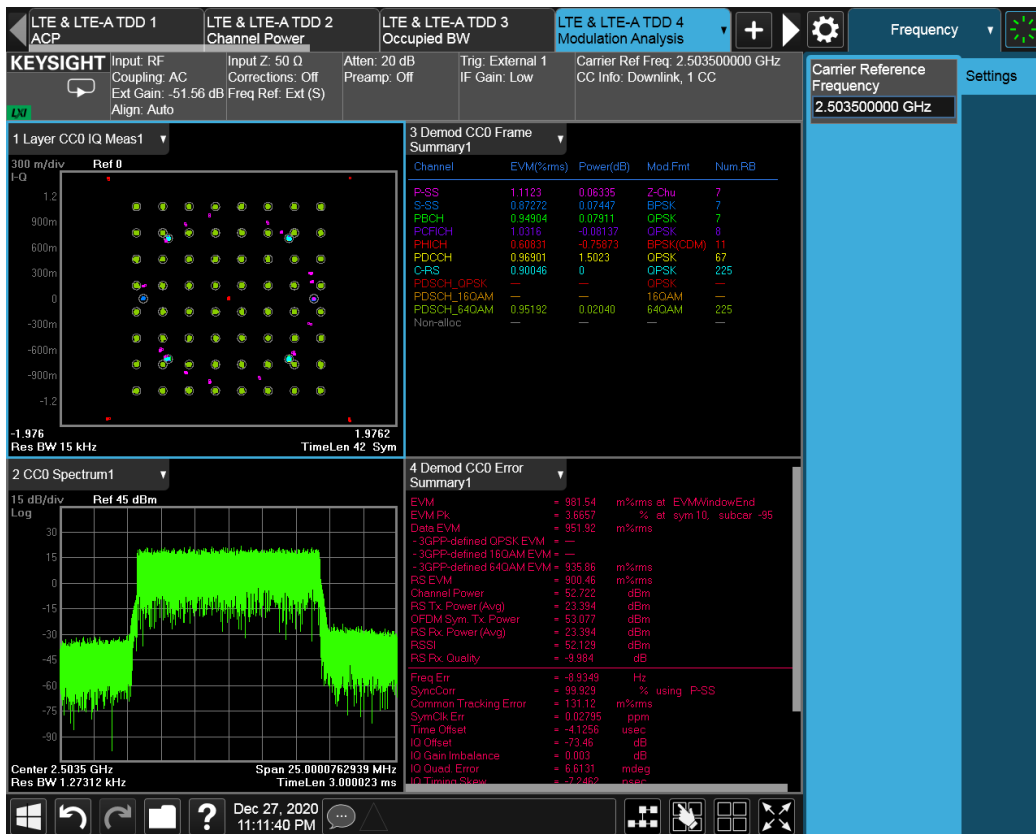 LTE & LTE-A TDD 1
ACP
LTE & LTE-A TDD 2
Channel Power
LTE & LTE-A TDD 3
Occupied BW
LTE & LTE-A TDD 4
Modulation Analysis
Frequency
KEYSIGHT
LXI
Input: RF
Coupling: AC
Ext Gain: -51.56 dB
Align: Auto
Input Z: 50 Ω
Corrections: Off
Freq Ref: Ext (S)
Atten: 20 dB
Preamp: Off
Trig: External 1
IF Gain: Low
Carrier Ref Freq: 2.503500000 GHz
CC Info: Downlink, 1 CC
Carrier Reference
Frequency
2.503500000 GHz
Settings
1 Layer CC0 IQ Meas1
300 m/div Ref 0
I-Q
1.2
900m
600m
300m
0
-300m
-600m
-900m
-1.2
-1.976 1.9762
Res BW 15 kHz TimeLen 42 Sym
3 Demod CC0 Frame
Summary1
Channel EVM(%rms) Power(dB) Mod.Fmt Num.RB
P-SS 1.1123 0.06335 Z-Chu 7
S-SS 0.87272 0.07447 BPSK 7
PBCH 0.94904 0.07911 QPSK 7
PCFICH 1.0316 -0.08137 QPSK 8
PHICH 0.60831 -0.75873 BPSK(CDM) 11
PDCCH 0.96901 1.5023 QPSK 67
C-RS 0.90046 0 QPSK 225
PDSCH_QPSK — — QPSK —
PDSCH_16QAM — — 16QAM —
PDSCH_64QAM 0.95192 0.02040 64QAM 225
Non-alloc — — — —
2 CC0 Spectrum1
15 dB/div Ref 45 dBm
Log
30
15
0
-15
-30
-45
-60
-75
-90
Center 2.5035 GHz Span 25.0000762939 MHz
Res BW 1.27312 kHz TimeLen 3.000023 ms
4 Demod CC0 Error
Summary1
EVM = 981.54 m%rms at EVMWindowEnd
EVM Pk = 3.6657 % at sym 10, subcar -95
Data EVM = 951.92 m%rms
- 3GPP-defined QPSK EVM = —
- 3GPP-defined 16QAM EVM = —
- 3GPP-defined 64QAM EVM = 935.86 m%rms
RS EVM = 900.46 m%rms
Channel Power = 52.722 dBm
RS Tx. Power (Avg) = 23.394 dBm
OFDM Sym. Tx. Power = 53.077 dBm
RS Rx. Power (Avg) = 23.394 dBm
RSSI = 52.129 dBm
RS Rx. Quality = -9.984 dB
Freq Err = -8.9349 Hz
SyncCorr = 99.929 % using P-SS
Common Tracking Error = 131.12 m%rms
SymClk Err = 0.02795 ppm
Time Offset = -4.1256 usec
IQ Offset = -73.46 dB
IQ Gain Imbalance = 0.003 dB
IQ Quad. Error = 6.6131 mdeg
IQ Timing Skew = -7.2462 psec
Dec 27, 2020
11:11:40 PM